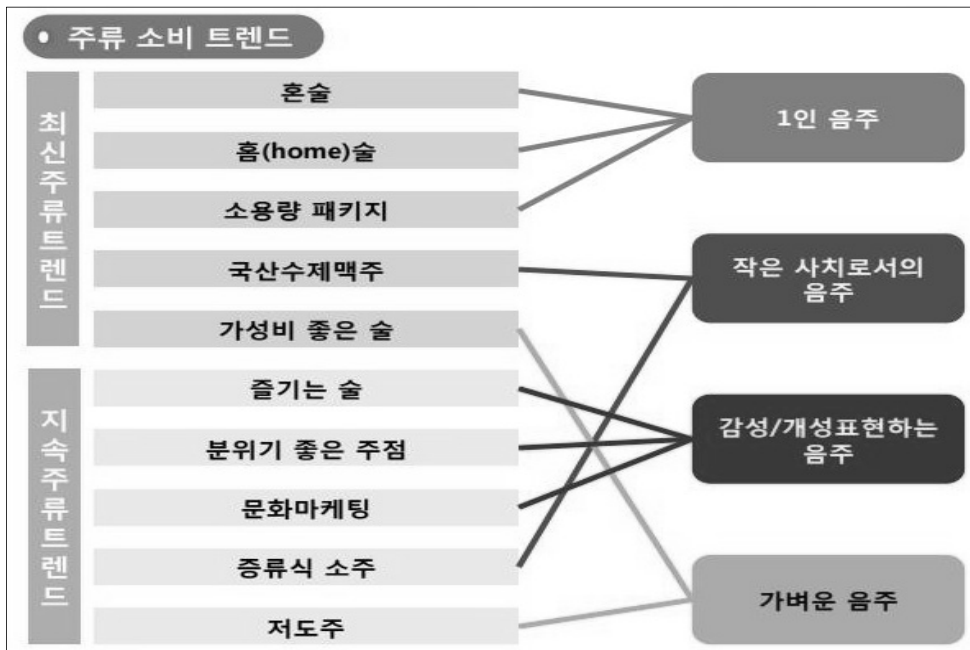 • 주류 소비 트렌드
최신주류트렌드
혼술
홈(home)술
소용량 패키지
국산수제맥주
가성비 좋은 술
지속주류트렌드
즐기는 술
분위기 좋은 주점
문화마케팅
증류식 소주
저도주
1인 음주
작은 사치로서의
음주
감성/개성표현하는
음주
가벼운 음주